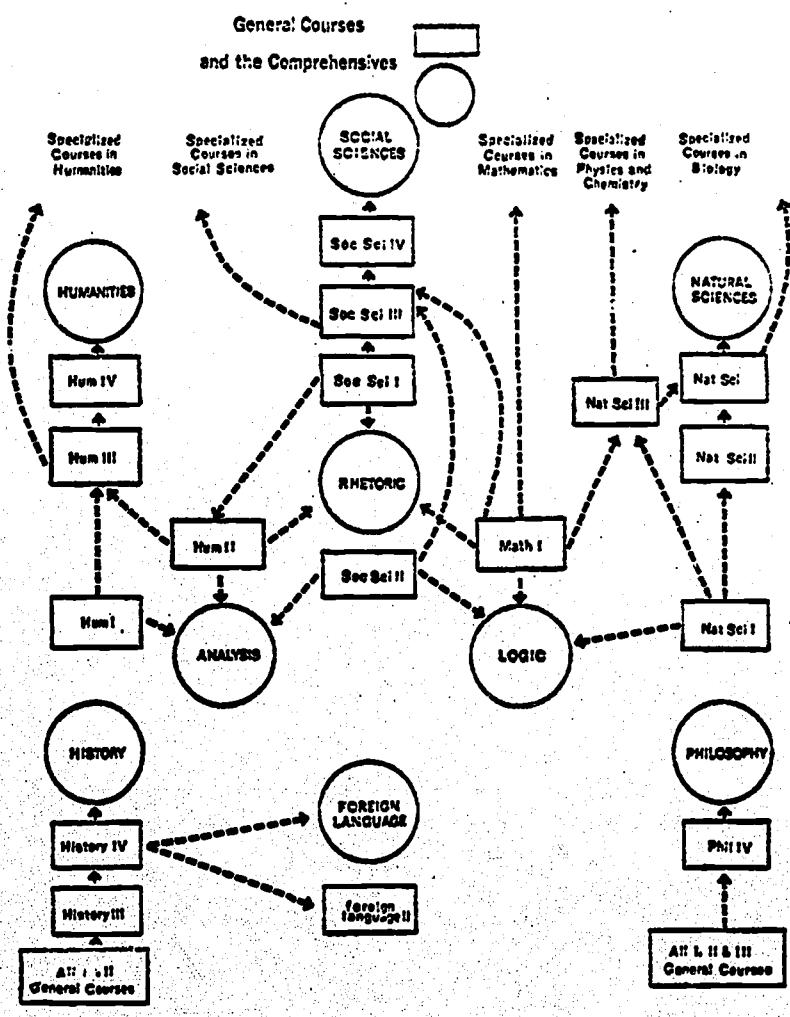 General Courses
and the Comprehensives
SOCIAL
SCIENCES
Specialized
Courses in
Humanities
Specialized
Courses in
Social Sciences
Specialized
Courses in
Mathematics
Specialized
Courses in
Physics and
Chemistry
Specialized
Courses in
Biology
Soc Sci IV
HUMANITIES
NATURAL
SCIENCES
Soc Sci III
Hum IV
Soc Sci I
Nat Sci
Nat Sci III
Hum III
Nat Sci II
RHETORIC
Hum II
Math I
Soc Sci II
Hum I
Nat Sci I
ANALYSIS
LOGIC
HISTORY
PHILOSOPHY
FOREIGN
LANGUAGE
History IV
Phil IV
History III
foreign
language II
All I, II & III
General Courses
All II
General Courses